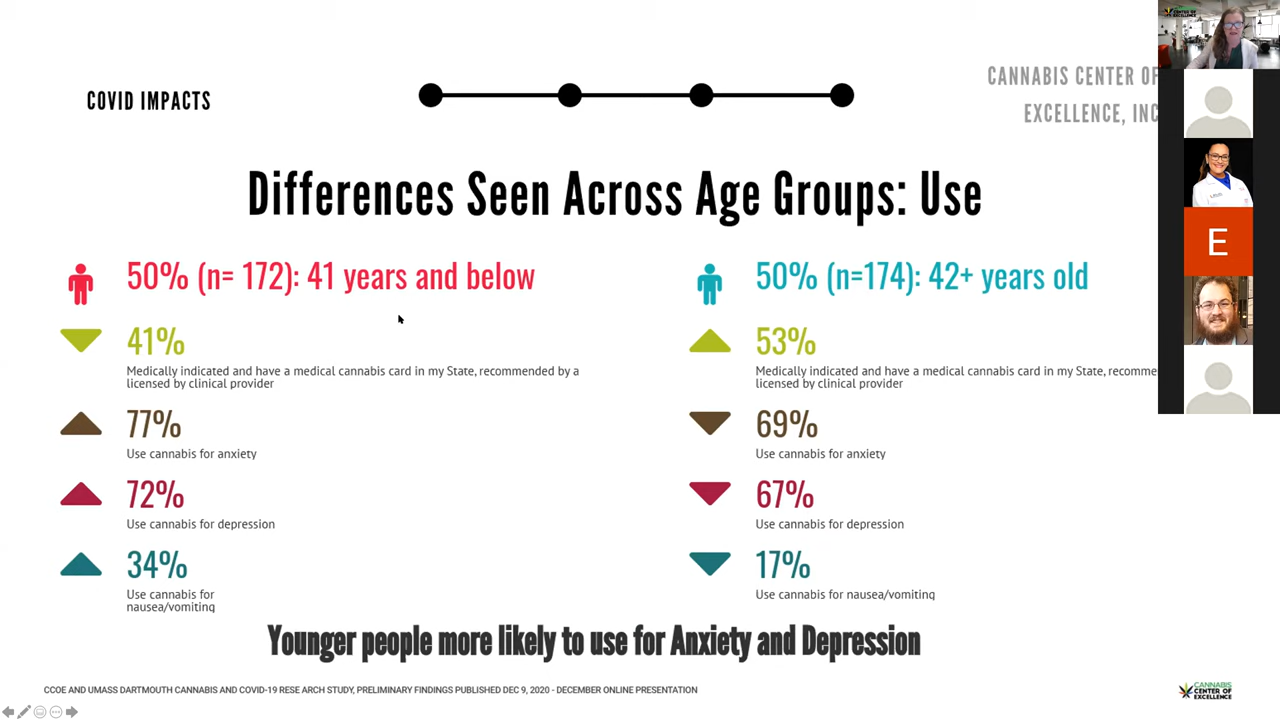 COVID IMPACTS
CANNABIS CENTER OF
EXCELLENCE, INC
Differences Seen Across Age Groups: Use
50% (n= 172): 41 years and below
41%
Medically indicated and have a medical cannabis card in my State, recommended by a
licensed by clinical provider
77%
Use cannabis for anxiety
72%
Use cannabis for depression
34%
Use cannabis for
nausea/vomiting
50% (n=174): 42+ years old
53%
Medically indicated and have a medical cannabis card in my State, recomme
licensed by clinical provider
69%
Use cannabis for anxiety
67%
Use cannabis for depression
17%
Use cannabis for nausea/vomiting
Younger people more likely to use for Anxiety and Depression
CCOE AND UMASS DARTMOUTH CANNABIS AND COVID-19 RESE ARCH STUDY, PRELIMINARY FINDINGS PUBLISHED DEC 9, 2020 - DECEMBER ONLINE PRESENTATION
CANNABIS
CENTER OF
EXCELLENCE
CENTER OF
EXCELLENCE
E